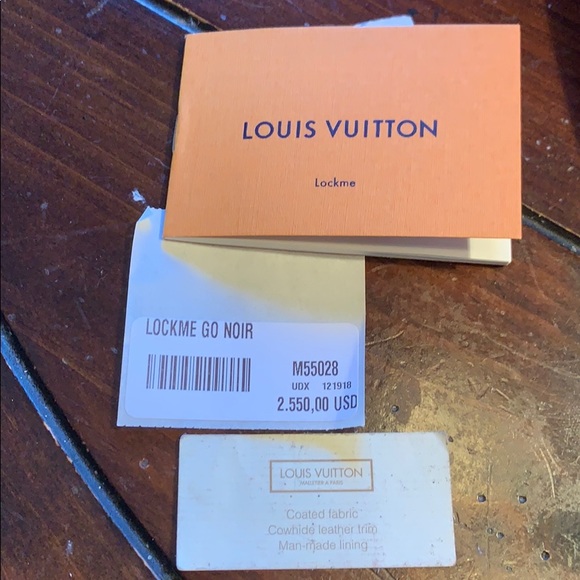 LOUIS VUITTON
Lockme
LOCKME GO NOIR
M55028
UDX 121918
2.550,00 USD
LOUIS VUITTON
MALLETIER A PARIS
Coated fabric
Cowhide leather trim
Man-made lining